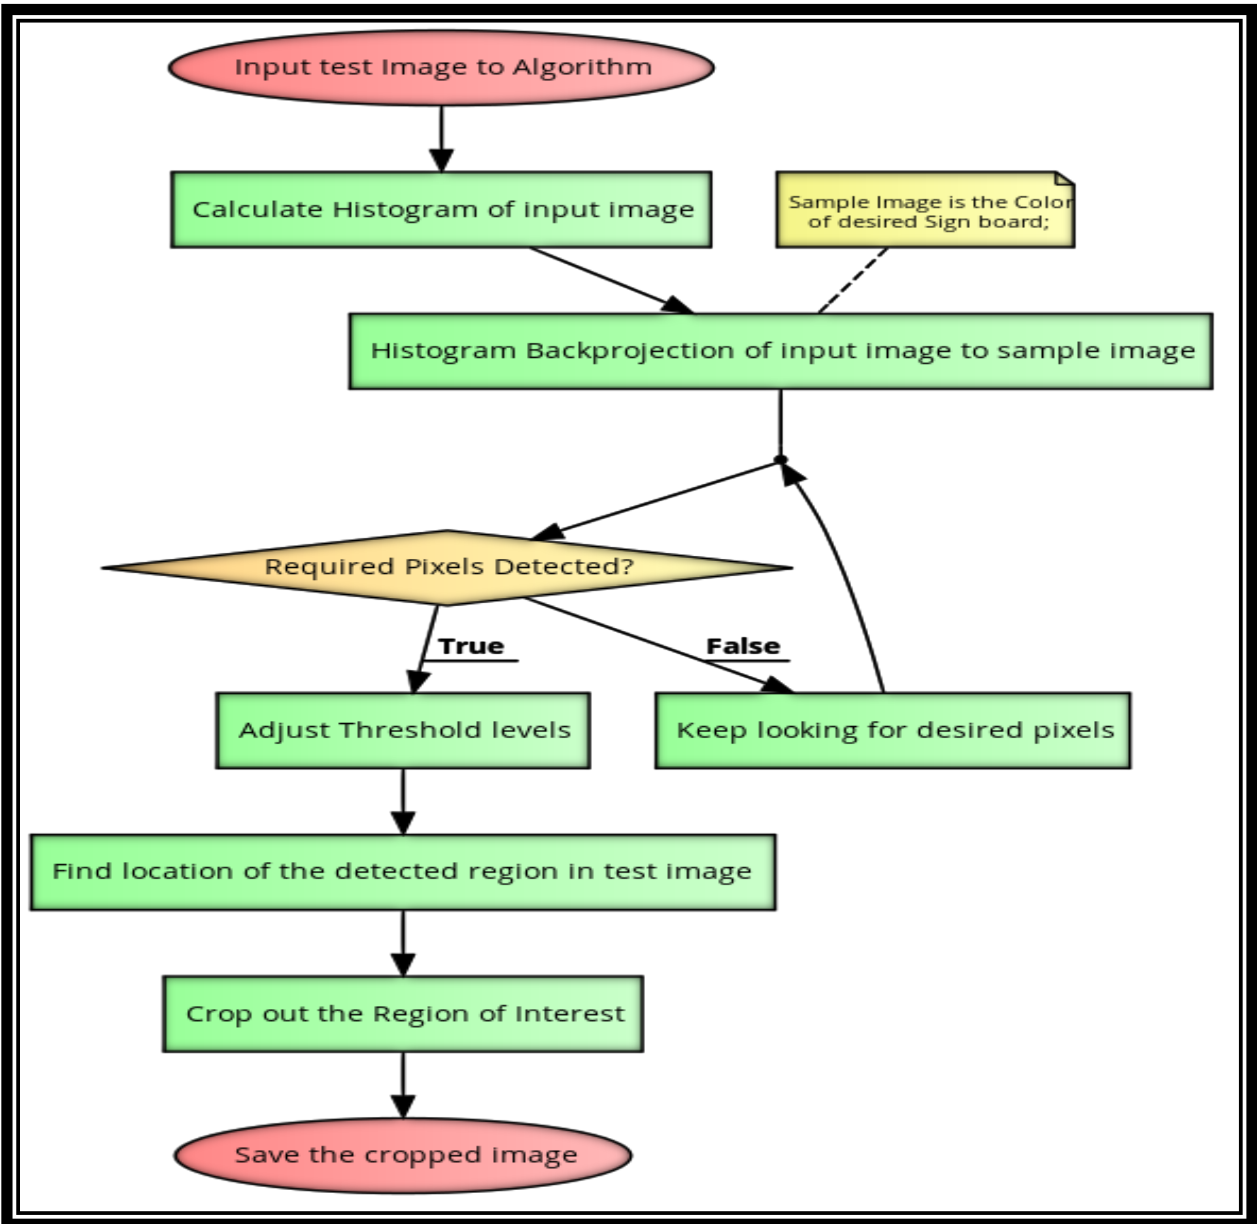 Input test Image to Algorithm
Calculate Histogram of input image
Sample Image is the Color
of desired Sign board;
Histogram Backprojection of input image to sample image
Required Pixels Detected?
True
False
Adjust Threshold levels
Keep looking for desired pixels
Find location of the detected region in test image
Crop out the Region of Interest
Save the cropped image